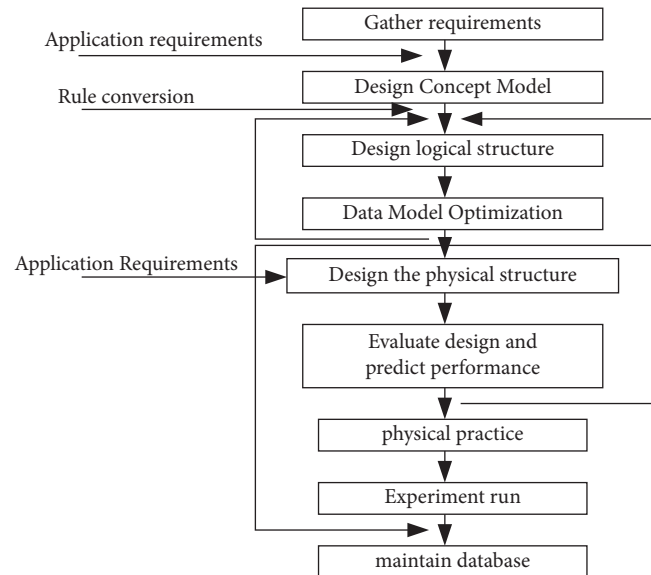 Gather requirements
Application requirements
Design Concept Model
Rule conversion
Design logical structure
Data Model Optimization
Application Requirements
Design the physical structure
Evaluate design and
predict performance
physical practice
Experiment run
maintain database